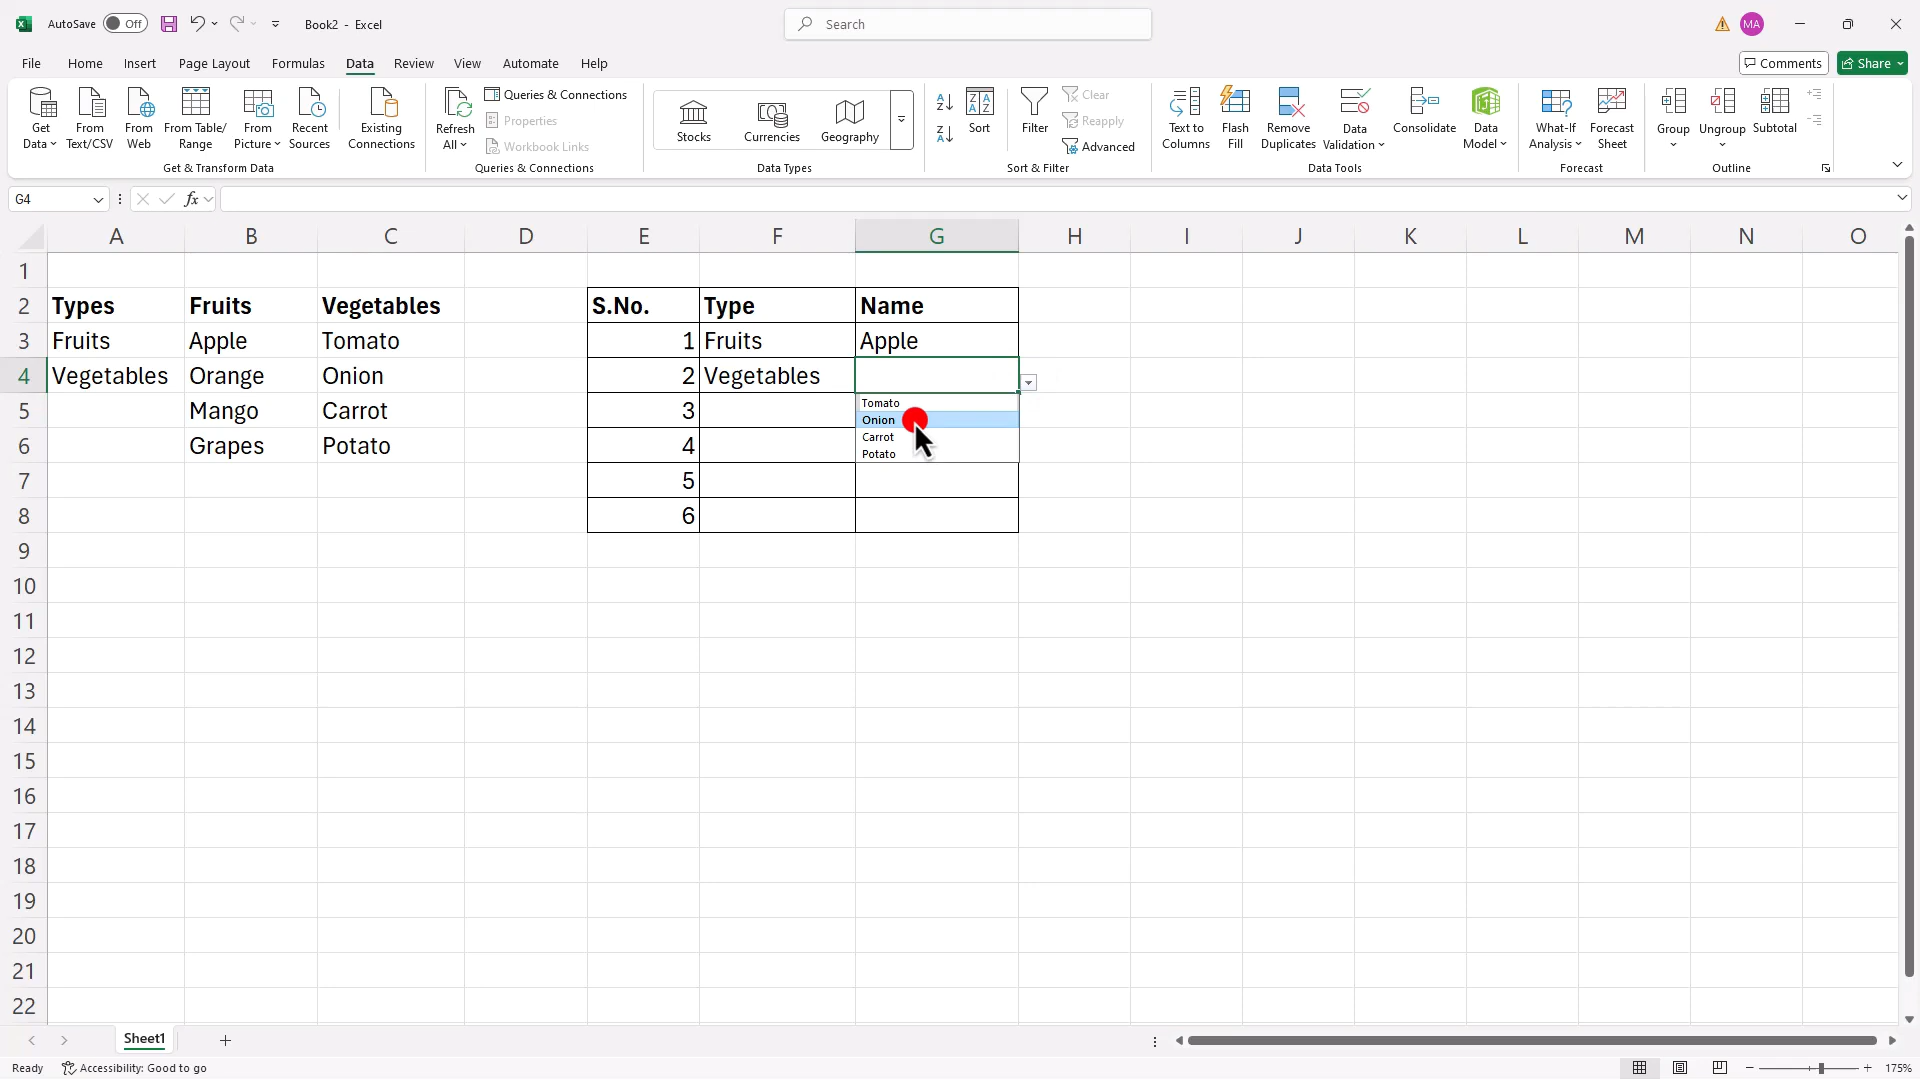 AutoSave Off Book2 - Excel Search MA
File Home Insert Page Layout Formulas Data Review View Automate Help Comments Share
Get Data From Text/CSV From Web From Table/ Range From Picture Recent Sources Existing Connections
Get & Transform Data
Refresh All Queries & Connections
Properties
Workbook Links
Queries & Connections
Stocks Currencies Geography
Data Types
Sort Filter Clear
Reapply
Advanced
Sort & Filter
Text to Columns Flash Fill Remove Duplicates Data Validation Consolidate Data Model
Data Tools
What-If Analysis Forecast Sheet
Forecast
Group Ungroup Subtotal
Outline
G4 fx
A B C D E F G H I J K L M N O
1
2 Types Fruits Vegetables S.No. Type Name
3 Fruits Apple Tomato 1 Fruits Apple
4 Vegetables Orange Onion 2 Vegetables
5 Mango Carrot 3
6 Grapes Potato 4
7 5
8 6
Tomato
Onion
Carrot
Potato
9
10
11
12
13
14
15
16
17
18
19
20
21
22
Sheet1
Ready Accessibility: Good to go 175%